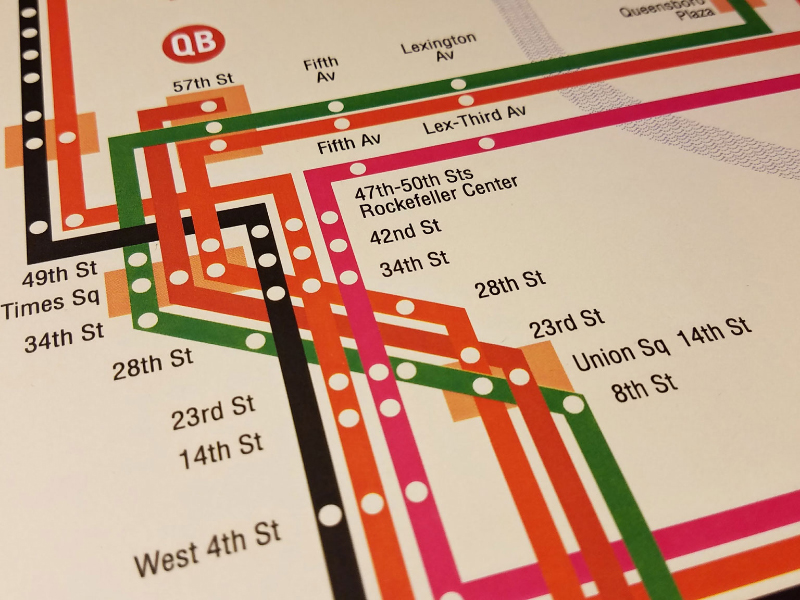 Queensboro
Plaza
QB
57th St
Fifth
Av
Lexington
Av
Fifth Av
Lex-Third Av
47th-50th Sts
Rockefeller Center
42nd St
34th St
49th St
Times Sq
34th St
28th St
28th St
23rd St
Union Sq 14th St
8th St
23rd St
14th St
West 4th St